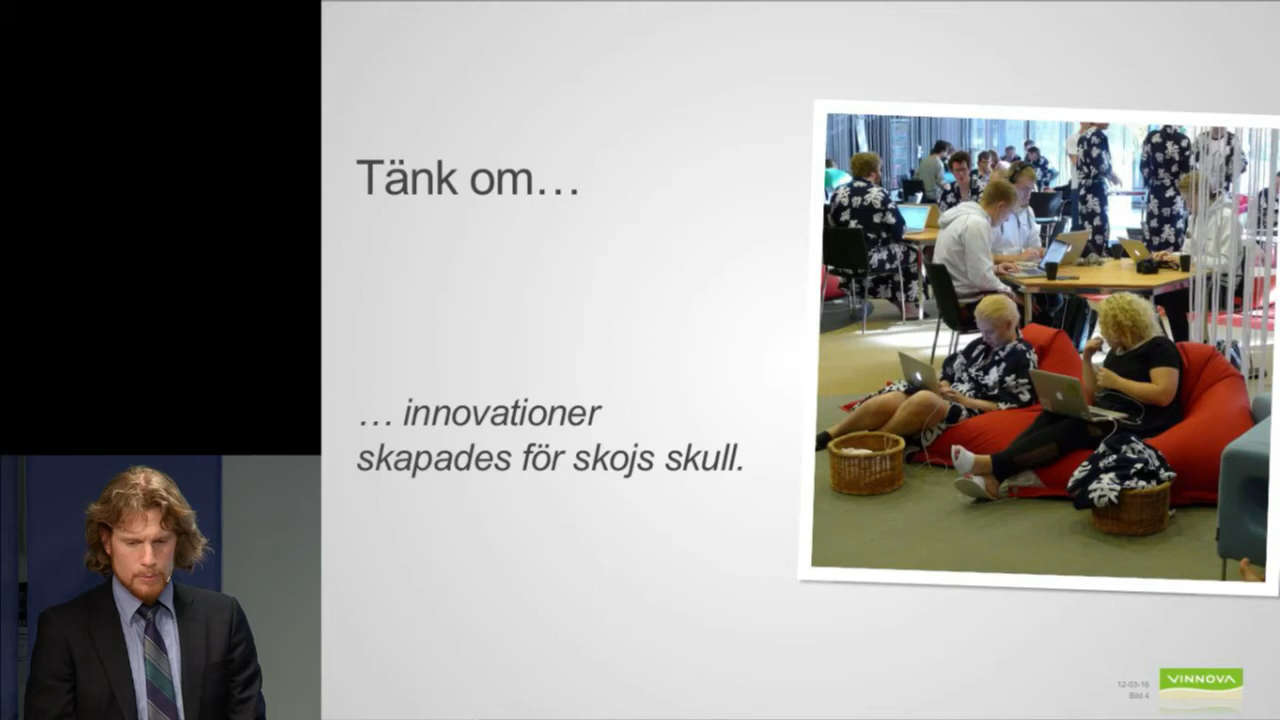 Tänk om…
… innovationer
skapades för skojs skull.
12-03-16
Bild 4
VINNOVA